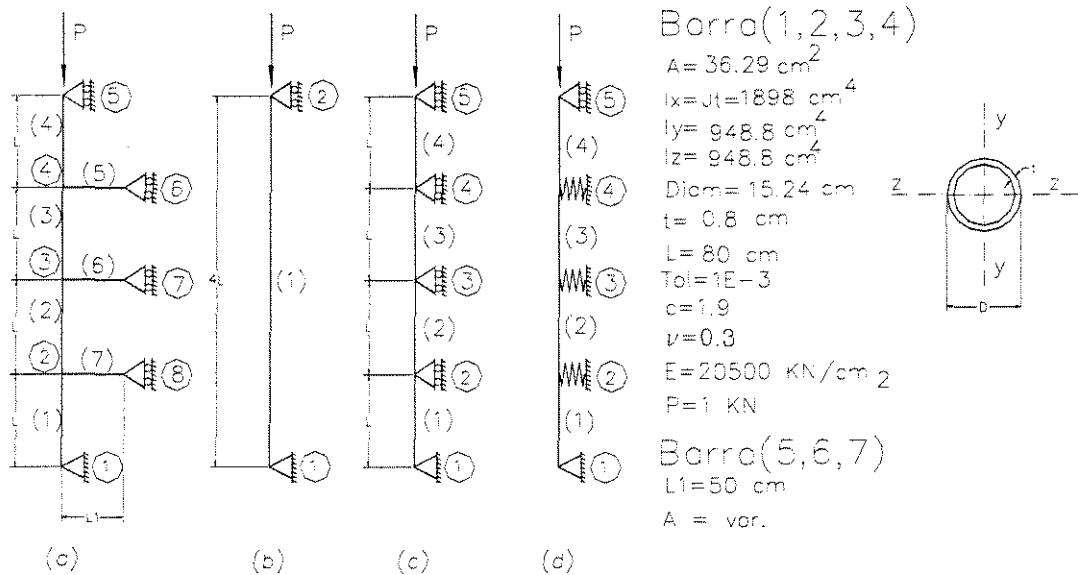 P
P
P
P
5
2
5
5
(4)
(4)
(4)
4
(5)
6
4
4
(3)
(3)
(3)
3
(6)
7
4L
(1)
3
3
(2)
(2)
(2)
2
(7)
8
2
2
(1)
(1)
(1)
1
1
1
1
L
L
L
L
L
L
L
L
L1
(a)
(b)
(c)
(d)
Barra(1,2,3,4)
A= 36.29 cm2
Ix=Jt=1898 cm4
Iy= 948.8 cm4
Iz= 948.8 cm4
Diam= 15.24 cm
t= 0.8 cm
L= 80 cm
Tol=1E-3
c=1.9
ν=0.3
E=20500 KN/cm2
P=1 KN
Barra(5,6,7)
L1=50 cm
A = var.
y
t
z
z
y
D